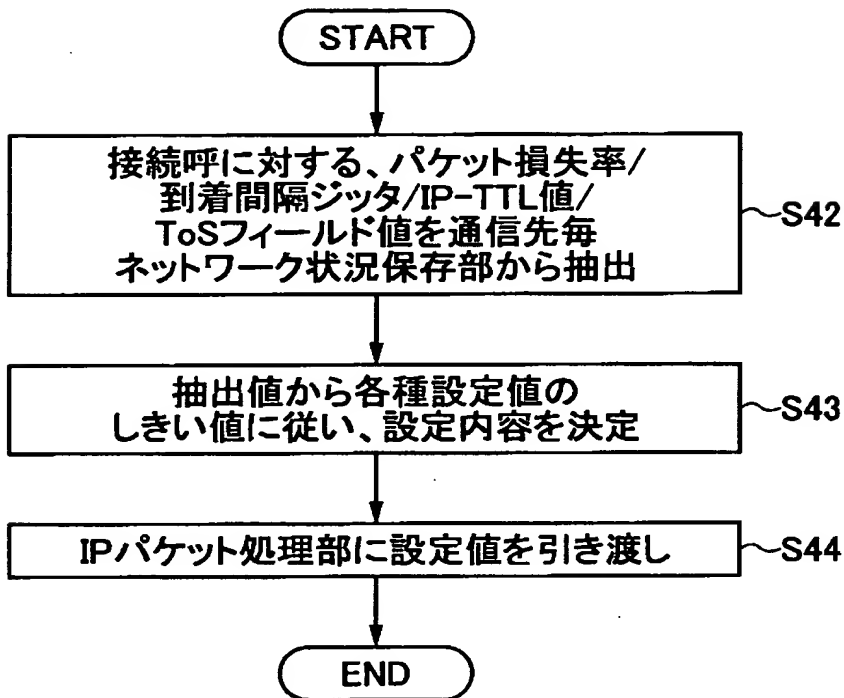 START
接続呼に対する、パケット損失率/
到着間隔ジッタ/IP-TTL値/
ToSフィールド値を通信先毎
ネットワーク状況保存部から抽出
S42
抽出値から各種設定値の
しきい値に従い、設定内容を決定
S43
IPパケット処理部に設定値を引き渡し
S44
END